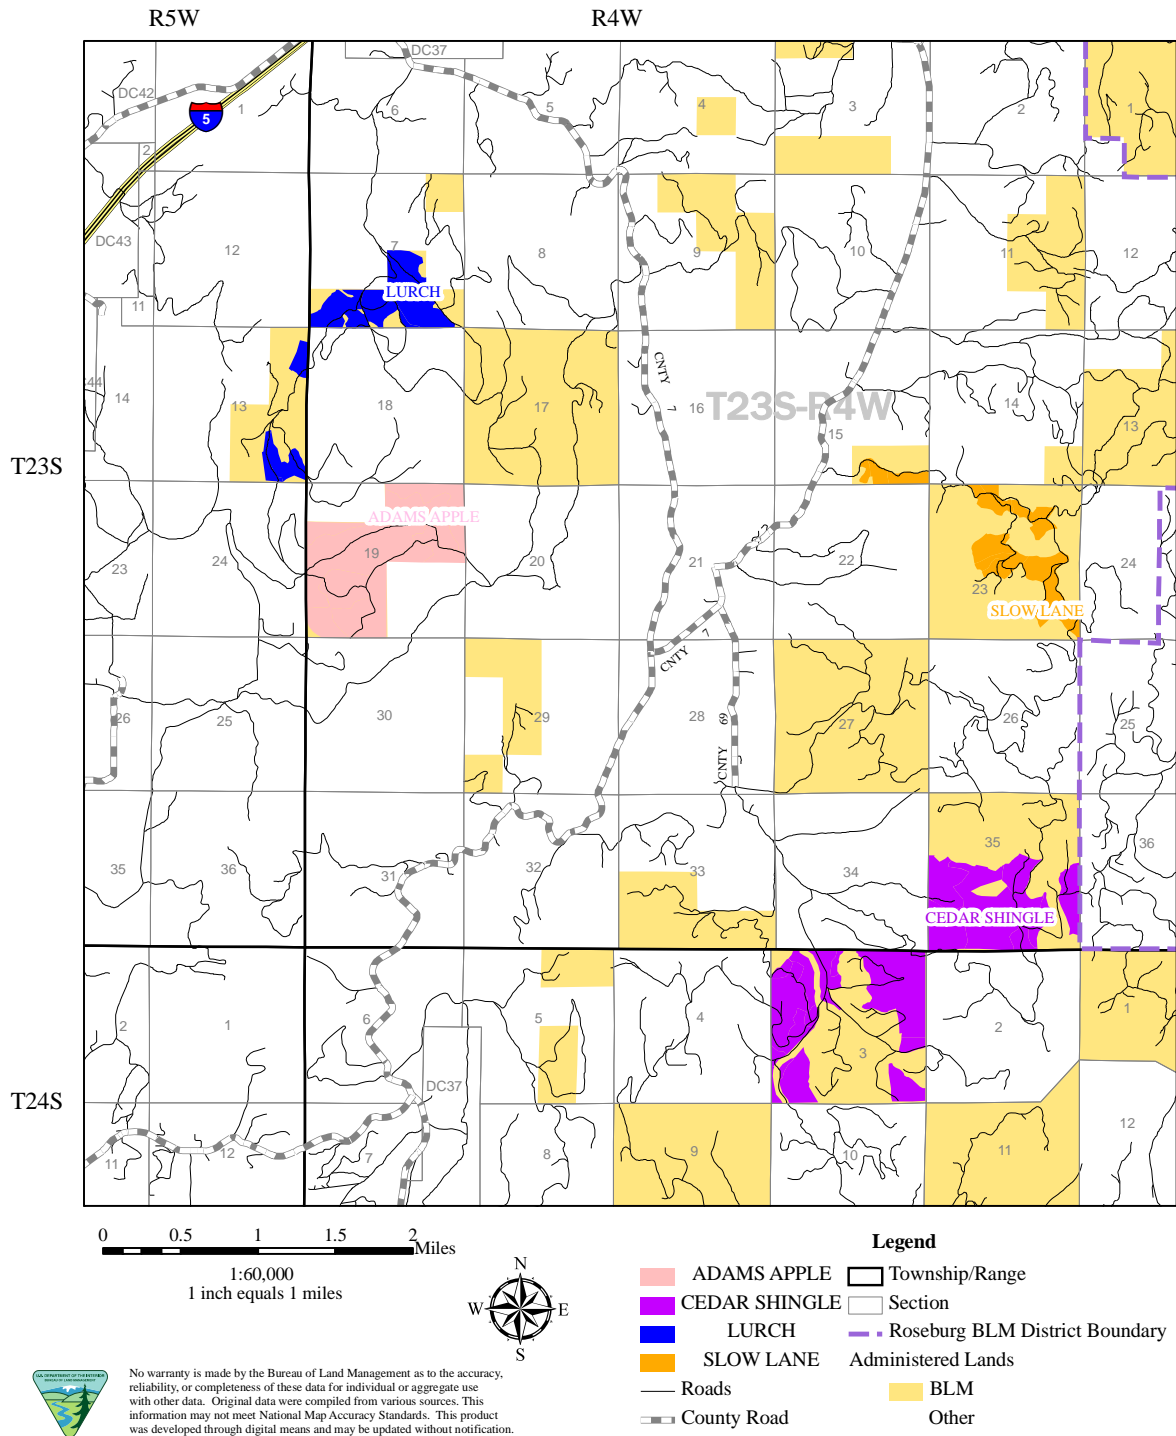 R5W
R4W
DC37
DC42
5
1
6
5
4
3
2
1
2
DC43
12
7
8
9
10
11
12
11
LURCH
CNTY
7
T23S-R4W
44
14
13
18
17
16
15
14
13
T23S
ADAMS APPLE
23
24
19
20
21
22
23
24
SLOW LANE
CNTY
7
26
25
30
29
28
27
26
25
CNTY
69
35
36
31
32
33
34
35
36
CEDAR SHINGLE
2
1
6
5
4
3
2
1
DC37
T24S
11
12
7
8
9
10
11
12
0 0.5 1 1.5 2
Miles
1:60,000
1 inch equals 1 miles
N
W E
S
Legend
ADAMS APPLE
CEDAR SHINGLE
LURCH
SLOW LANE
Roads
County Road
Township/Range
Section
Roseburg BLM District Boundary
Administered Lands
BLM
Other
U.S. DEPARTMENT OF THE INTERIOR
BUREAU OF LAND MANAGEMENT
No warranty is made by the Bureau of Land Management as to the accuracy,
reliability, or completeness of these data for individual or aggregate use
with other data. Original data were compiled from various sources. This
information may not meet National Map Accuracy Standards. This product
was developed through digital means and may be updated without notification.